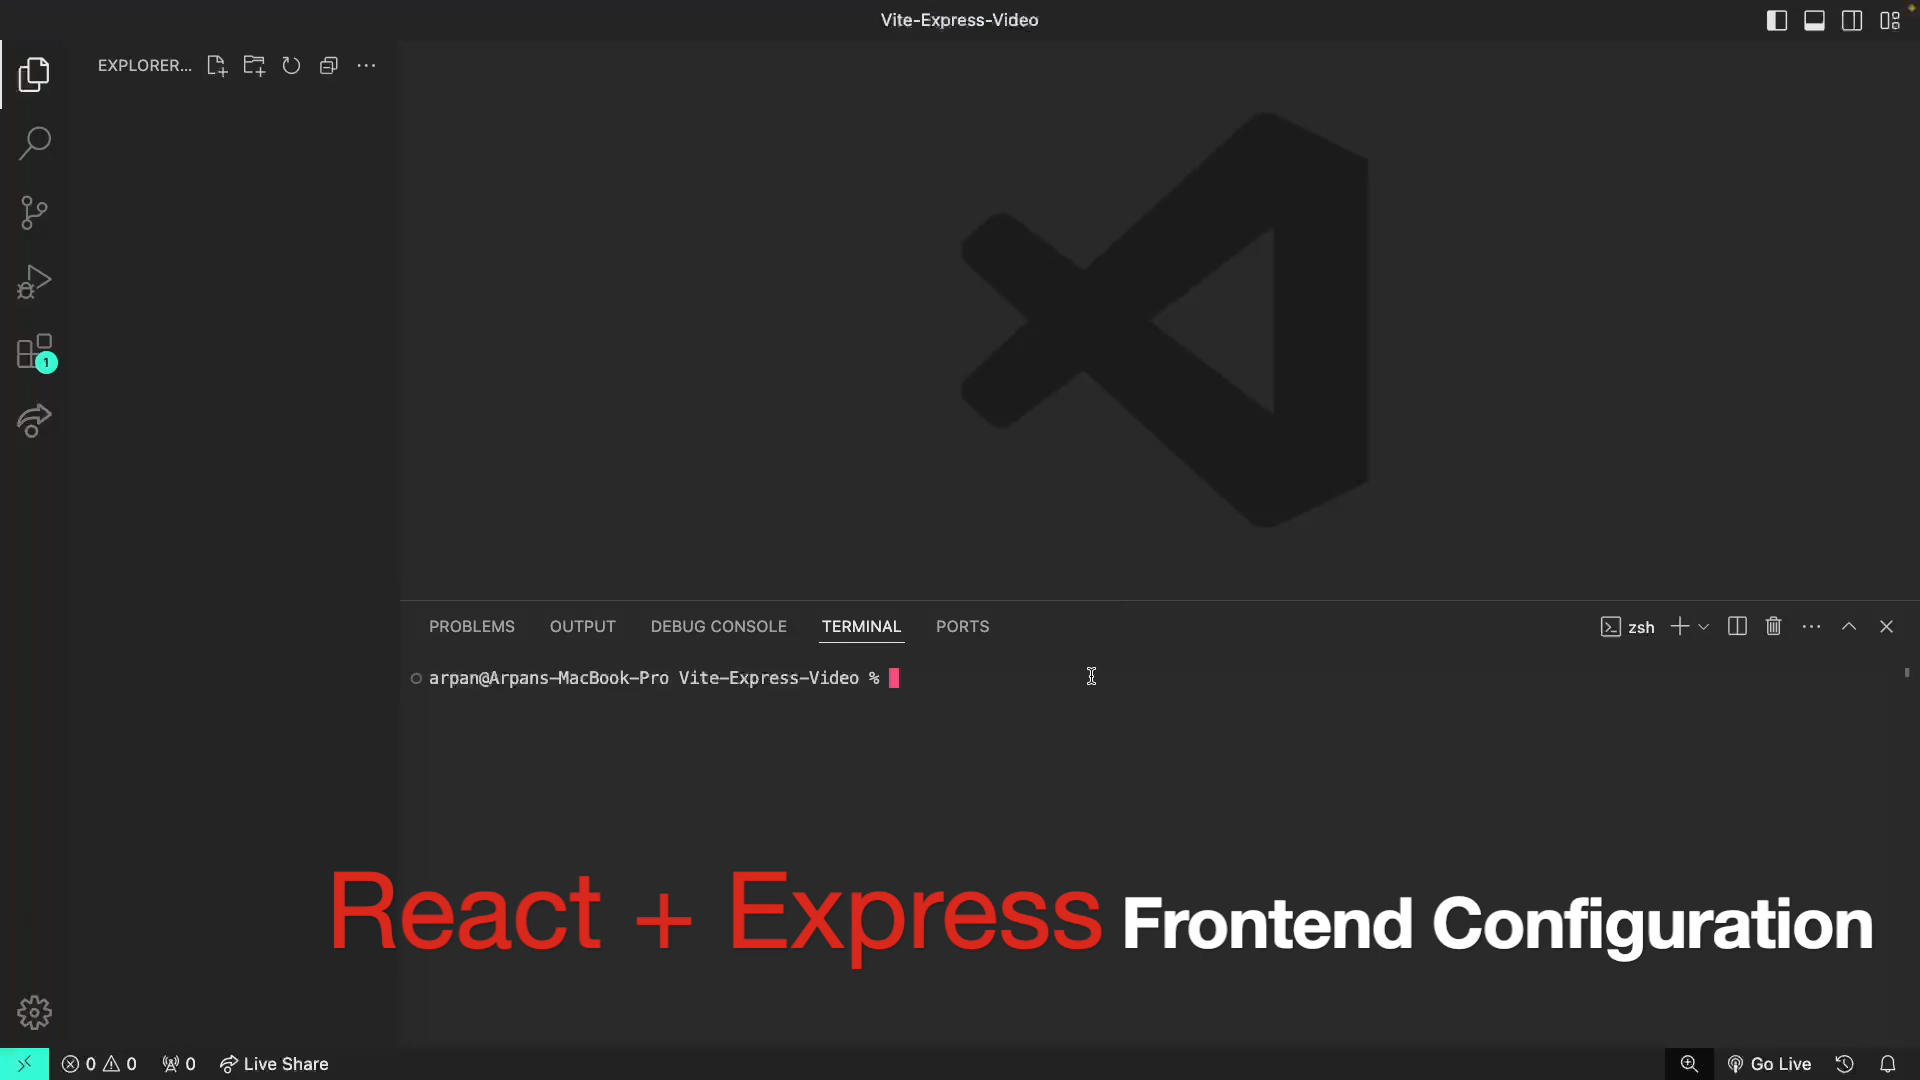 Vite-Express-Video
EXPLORER...
1
PROBLEMS OUTPUT DEBUG CONSOLE TERMINAL PORTS
zsh
arpan@Arpans-MacBook-Pro Vite-Express-Video %
React + Express Frontend Configuration
0 0 0 Live Share
Go Live